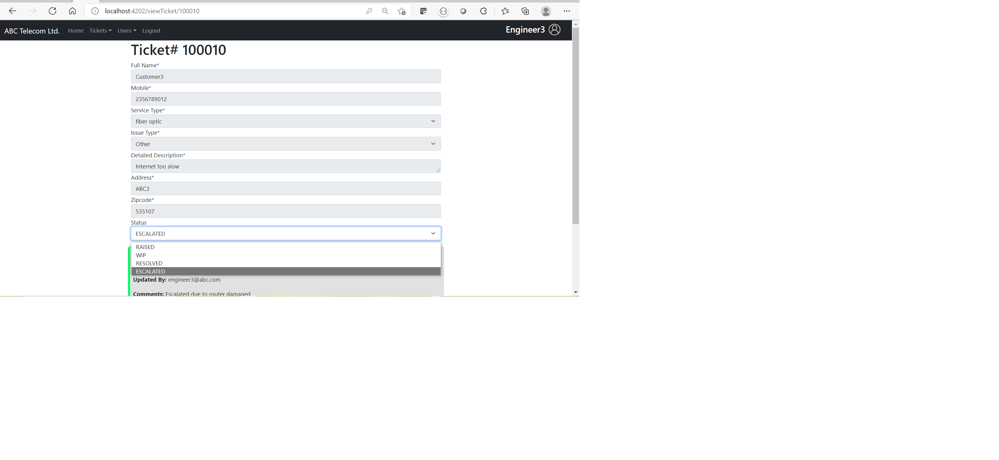 localhost:4202/viewTicket/100010
ABC Telecom Ltd. Home Tickets Users Logout Engineer3
Ticket# 100010
Full Name*
Customer3
Mobile*
2356789012
Service Type*
fiber optic
Issue Type*
Other
Detailed Description*
Internet too slow
Address*
ABC3
Zipcode*
535107
Status
ESCALATED
RAISED
WIP
RESOLVED
ESCALATED
Updated By: engineer3@abc.com
Comments: Escalated due to router damaged